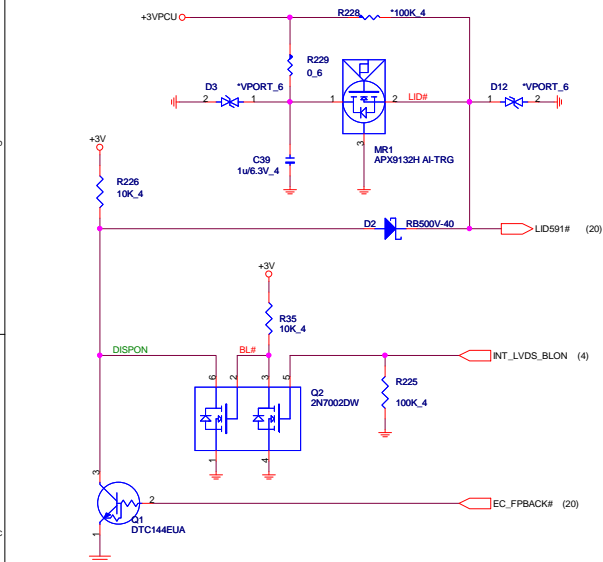 +3VPCU
R228
*100K_4
R229
0_6
D3
*VPORT_6
2
1
1
2
LID#
D12
*VPORT_6
1
2
3
MR1
APX9132H AI-TRG
C39
1u/6.3V_4
+3V
R226
10K_4
D2
RB500V-40
LID591#
(20)
+3V
R35
10K_4
DISPON
BL#
INT_LVDS_BLON
(4)
6
2
3
5
Q2
2N7002DW
R225
100K_4
1
4
3
2
EC_FPBACK#
(20)
Q1
DTC144EUA
1